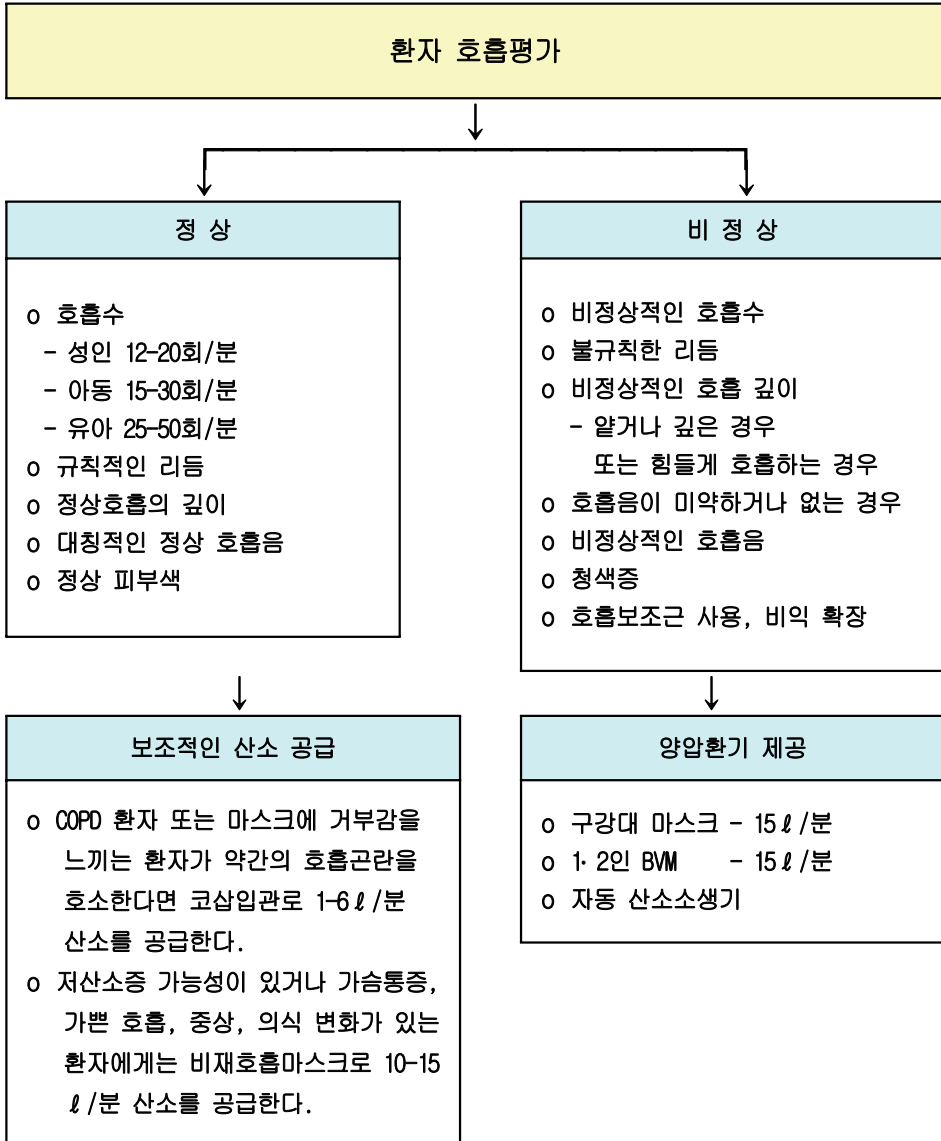 환자 호흡평가
정 상
o 호흡수
- 성인 12-20회/분
- 아동 15-30회/분
- 유아 25-50회/분
o 규칙적인 리듬
o 정상호흡의 깊이
o 대칭적인 정상 호흡음
o 정상 피부색
비 정 상
o 비정상적인 호흡수
o 불규칙한 리듬
o 비정상적인 호흡 깊이
- 얕거나 깊은 경우
또는 힘들게 호흡하는 경우
o 호흡음이 미약하거나 없는 경우
o 비정상적인 호흡음
o 청색증
o 호흡보조근 사용, 비익 확장
보조적인 산소 공급
o COPD 환자 또는 마스크에 거부감을
느끼는 환자가 약간의 호흡곤란을
호소한다면 코삽입관로 1-6ℓ/분
산소를 공급한다.
o 저산소증 가능성이 있거나 가슴통증,
가쁜 호흡, 중상, 의식 변화가 있는
환자에게는 비재호흡마스크로 10-15
ℓ/분 산소를 공급한다.
양압환기 제공
o 구강대 마스크 - 15ℓ/분
o 1·2인 BVM - 15ℓ/분
o 자동 산소소생기